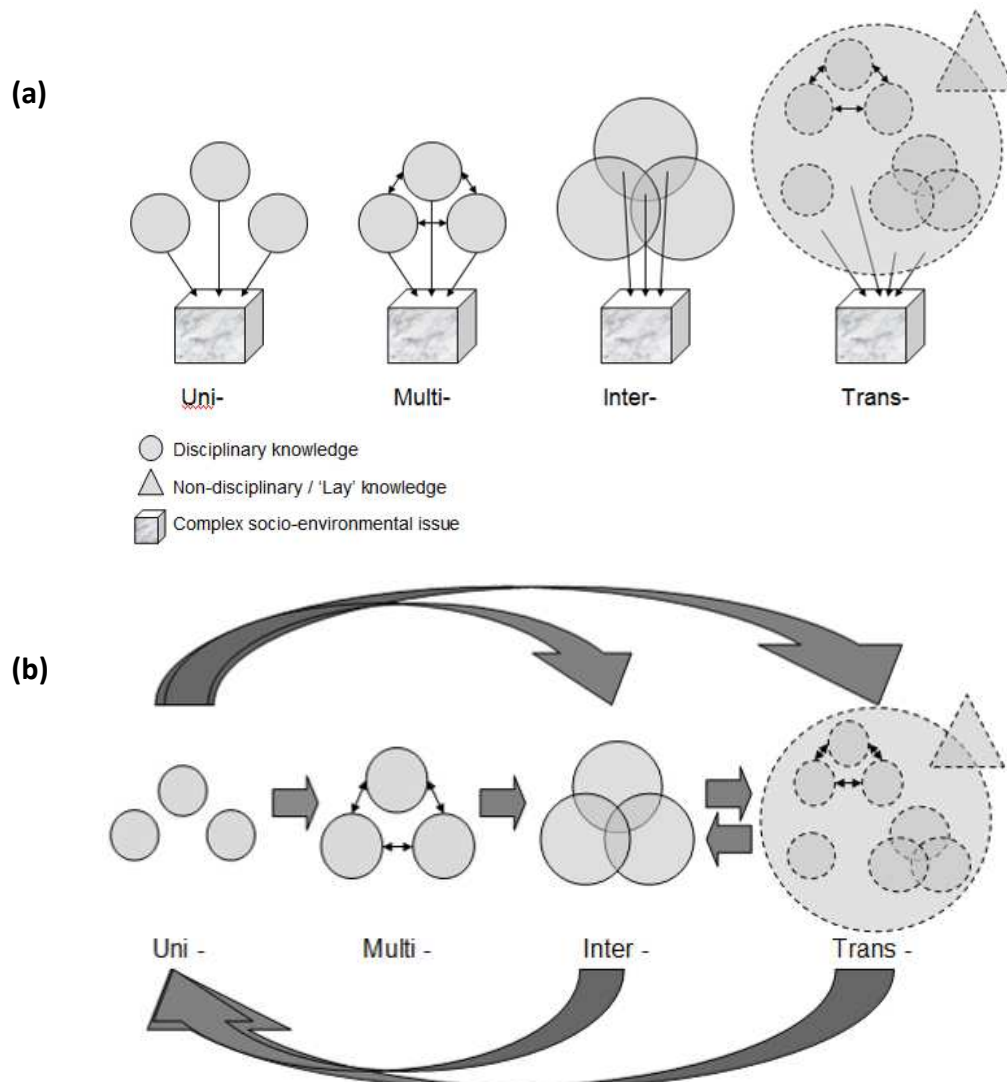 (a)
Uni- Multi- Inter- Trans-
Disciplinary knowledge
Non-disciplinary / ‘Lay’ knowledge
Complex socio-environmental issue
(b)
Uni - Multi - Inter - Trans -